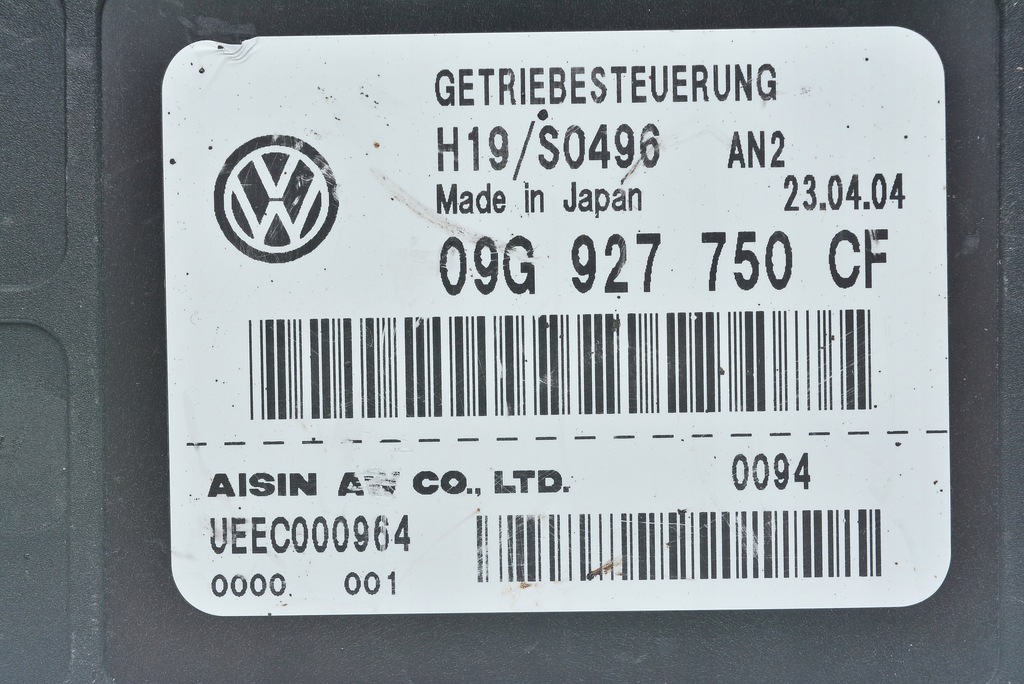 GETRIEBESTEUERUNG
H19/S0496 AN2
Made in Japan 23.04.04
09G 927 750 CF
AISIN AW CO., LTD. 0094
UEEC000964
0000 001